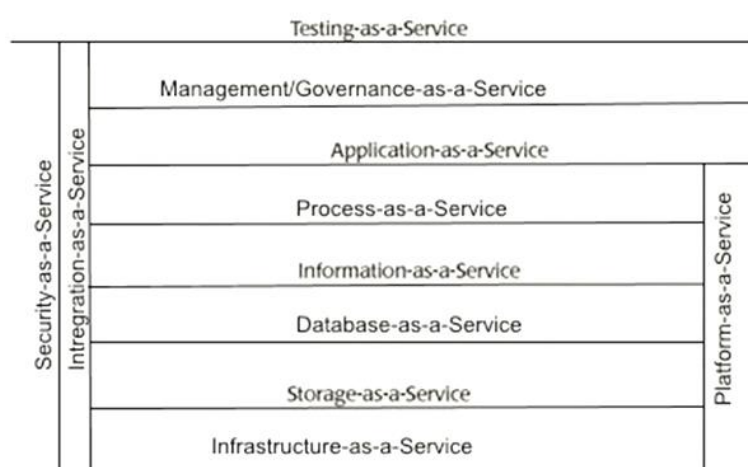 Testing-as-a-Service
Management/Governance-as-a-Service
Application-as-a-Service
Process-as-a-Service
Information-as-a-Service
Database-as-a-Service
Storage-as-a-Service
Infrastructure-as-a-Service
Security-as-a-Service
Intregration-as-a-Service
Platform-as-a-Service